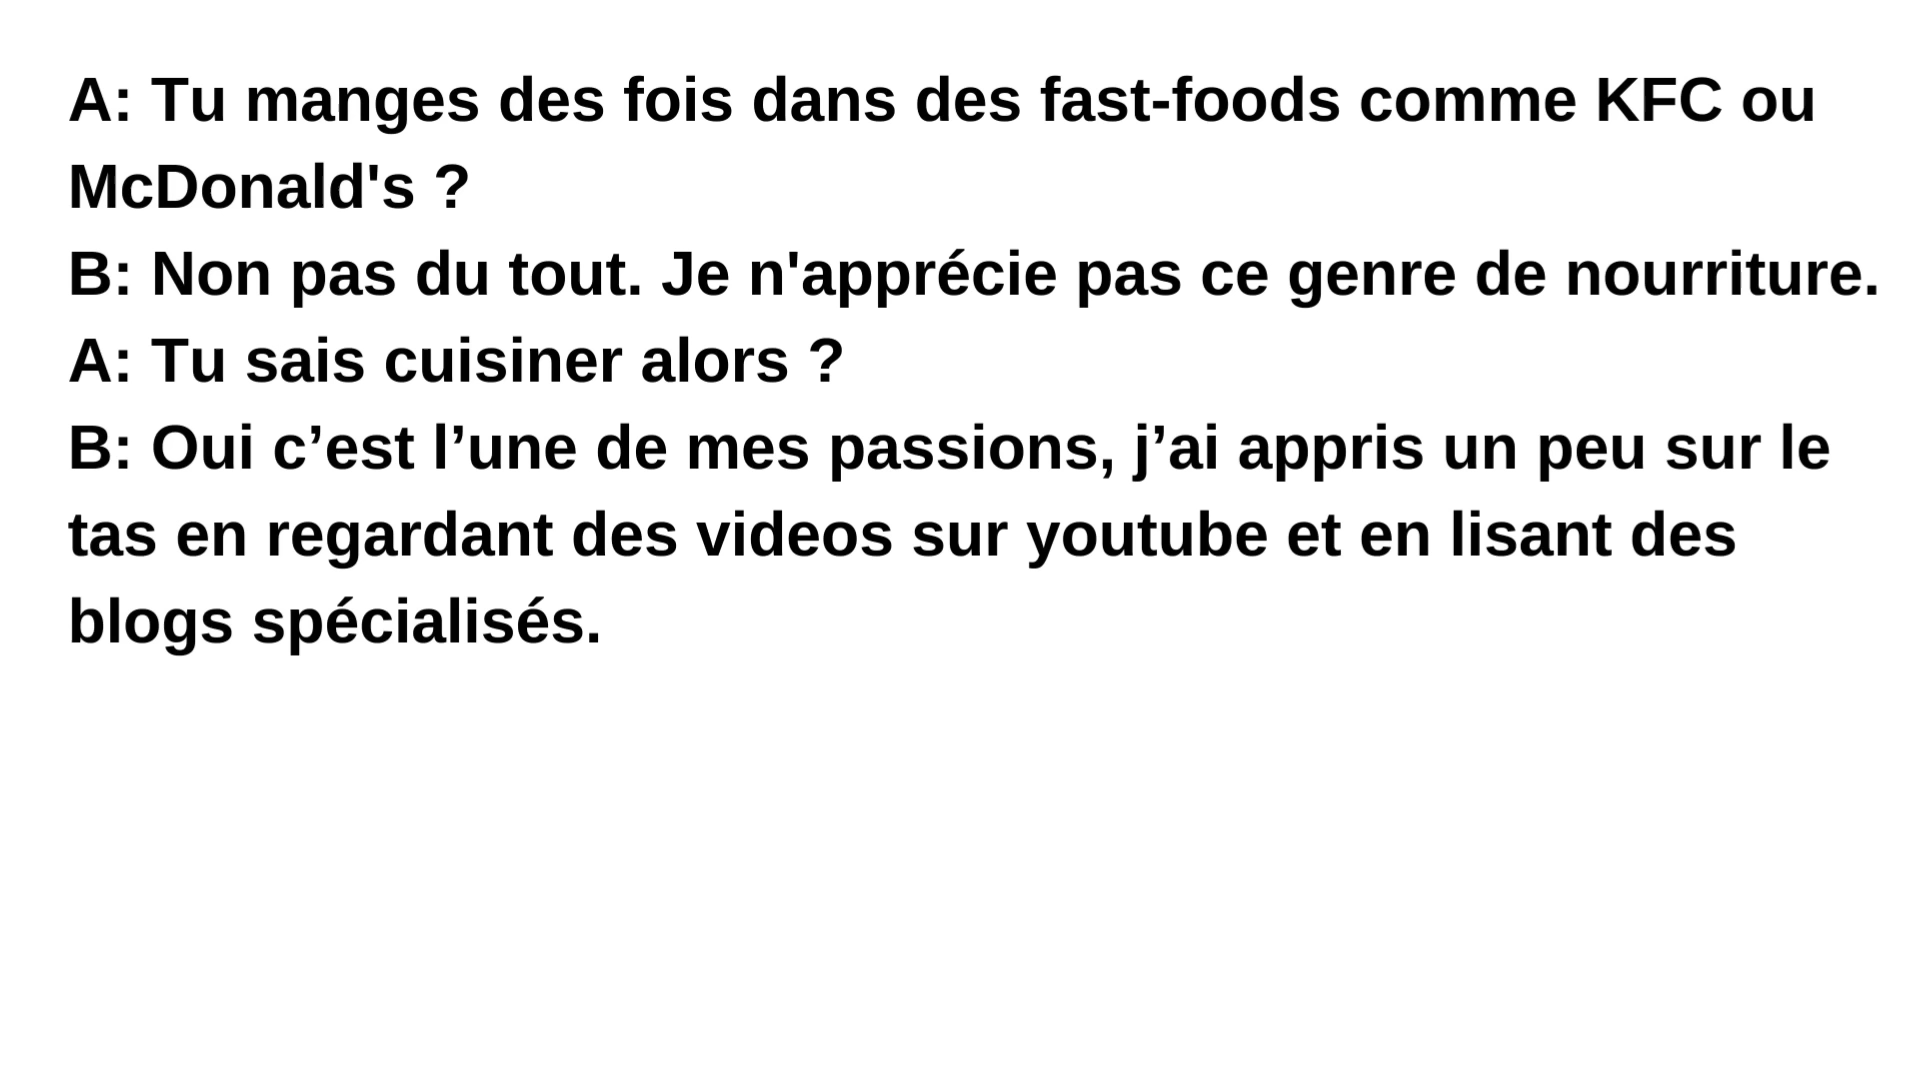 A: Tu manges des fois dans des fast-foods comme KFC ou
McDonald's ?
B: Non pas du tout. Je n'apprécie pas ce genre de nourriture.
A: Tu sais cuisiner alors ?
B: Oui c’est l’une de mes passions, j’ai appris un peu sur le
tas en regardant des videos sur youtube et en lisant des
blogs spécialisés.